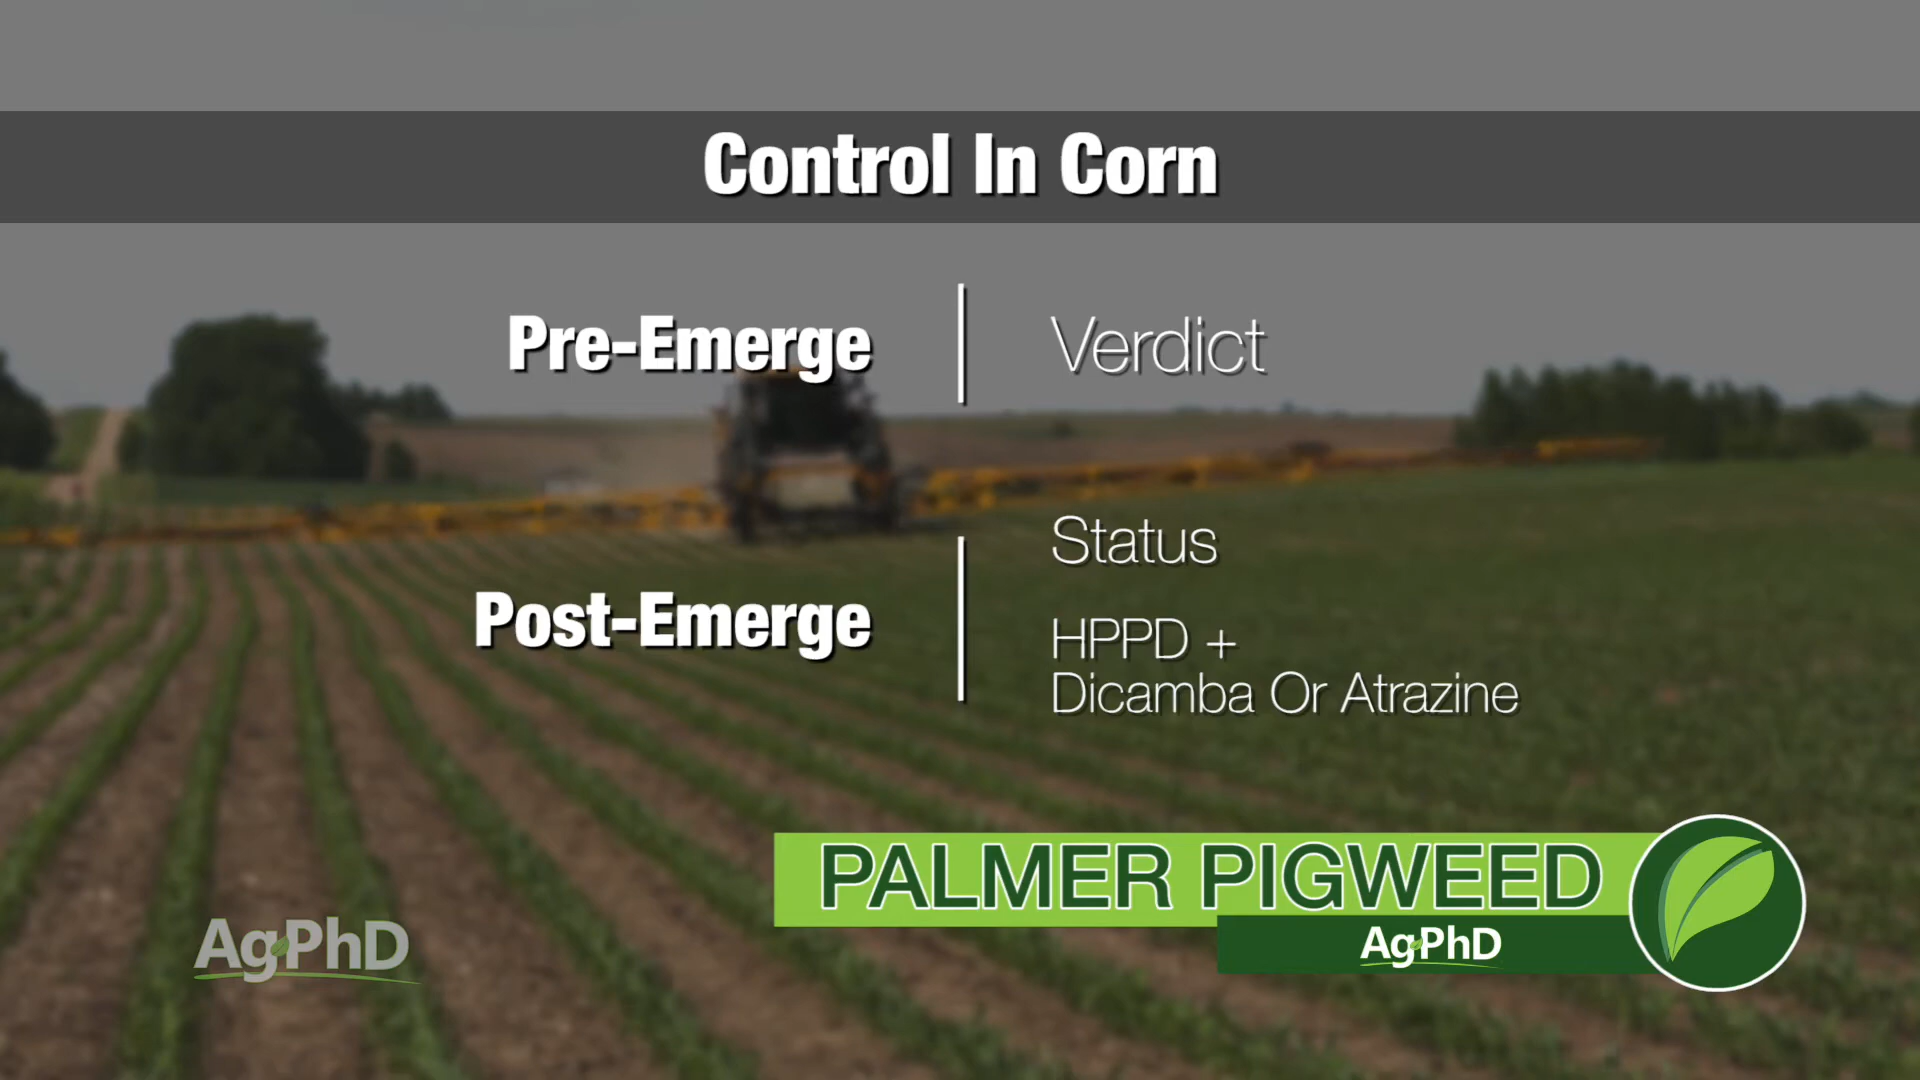 Control In Corn
Pre-Emerge
Verdict
Post-Emerge
Status
HPPD +
Dicamba Or Atrazine
PALMER PIGWEED
AgPhD
AgPhD